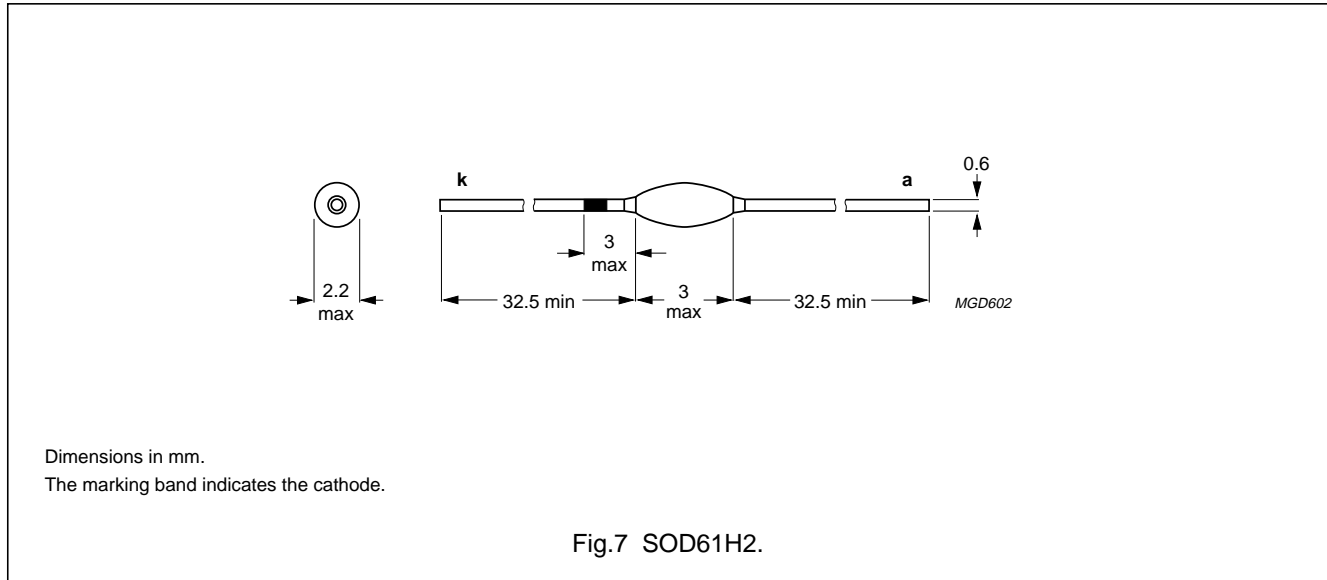 k
a
0.6
3
max
2.2
max
32.5 min
3
max
32.5 min
MGD602
Dimensions in mm.
The marking band indicates the cathode.
Fig.7 SOD61H2.